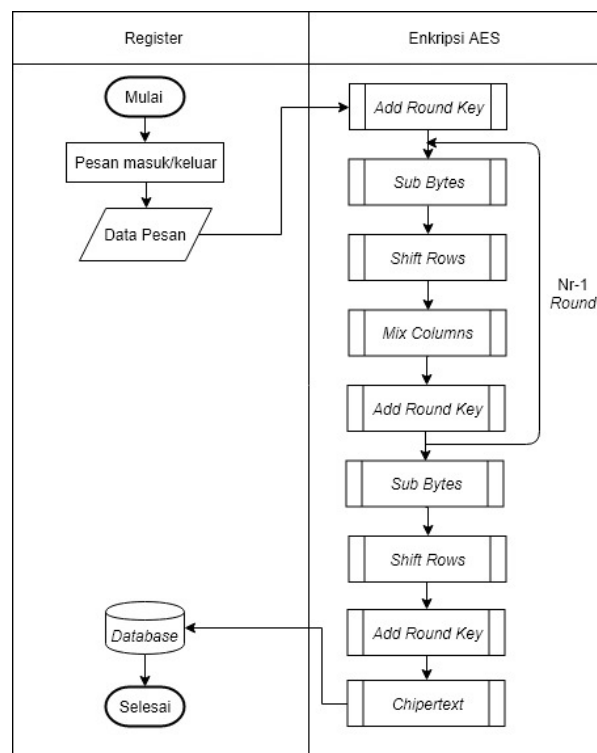 Register
Enkripsi AES
Mulai
Pesan masuk/keluar
Data Pesan
Add Round Key
Sub Bytes
Shift Rows
Mix Columns
Add Round Key
Nr-1
Round
Sub Bytes
Shift Rows
Add Round Key
Chipertext
Database
Selesai